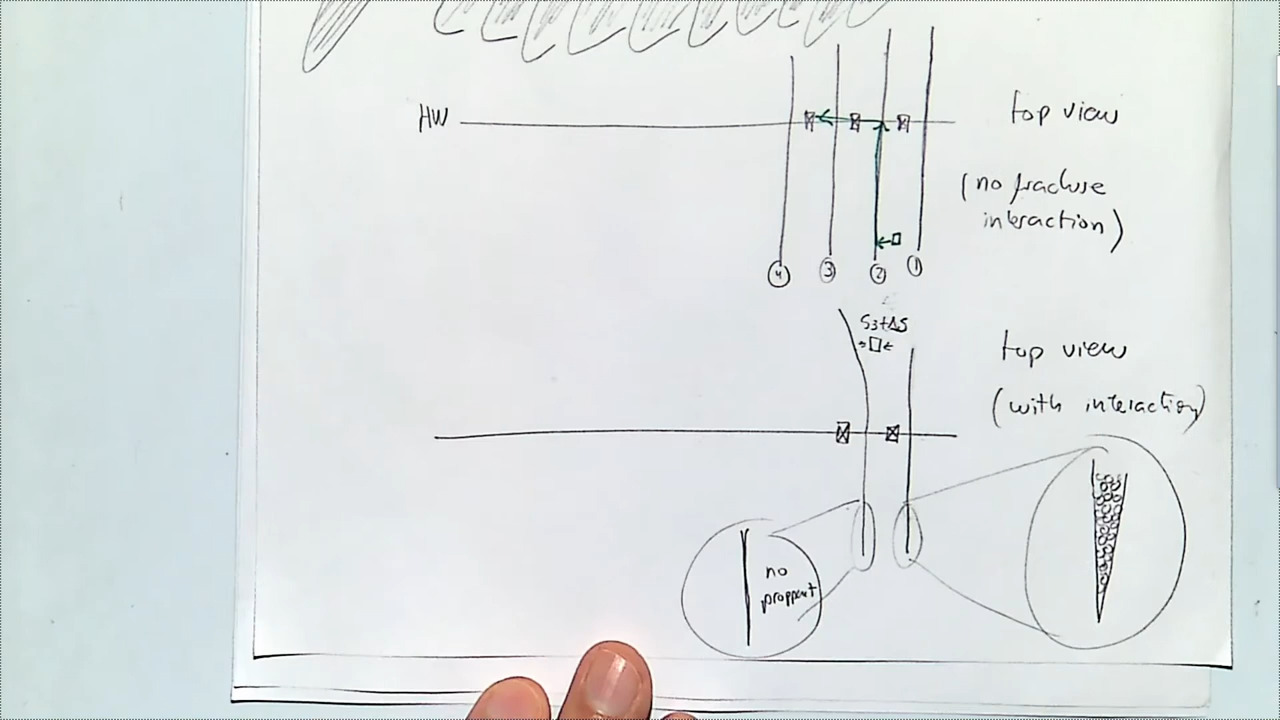 HW
top view
(no fracture
interaction)
4 3 2 1
S3+ΔS
top view
(with interaction)
no
proppant